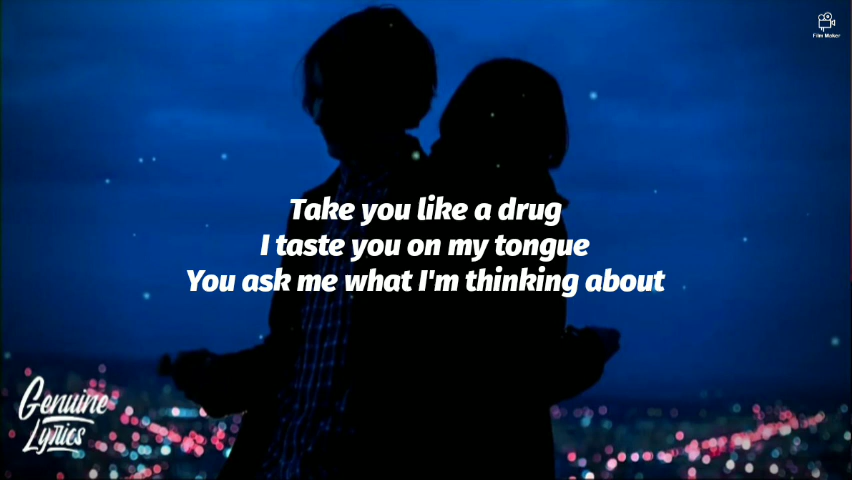 Film Maker
Take you like a drug
I taste you on my tongue
You ask me what I'm thinking about
Genuine
Lyrics